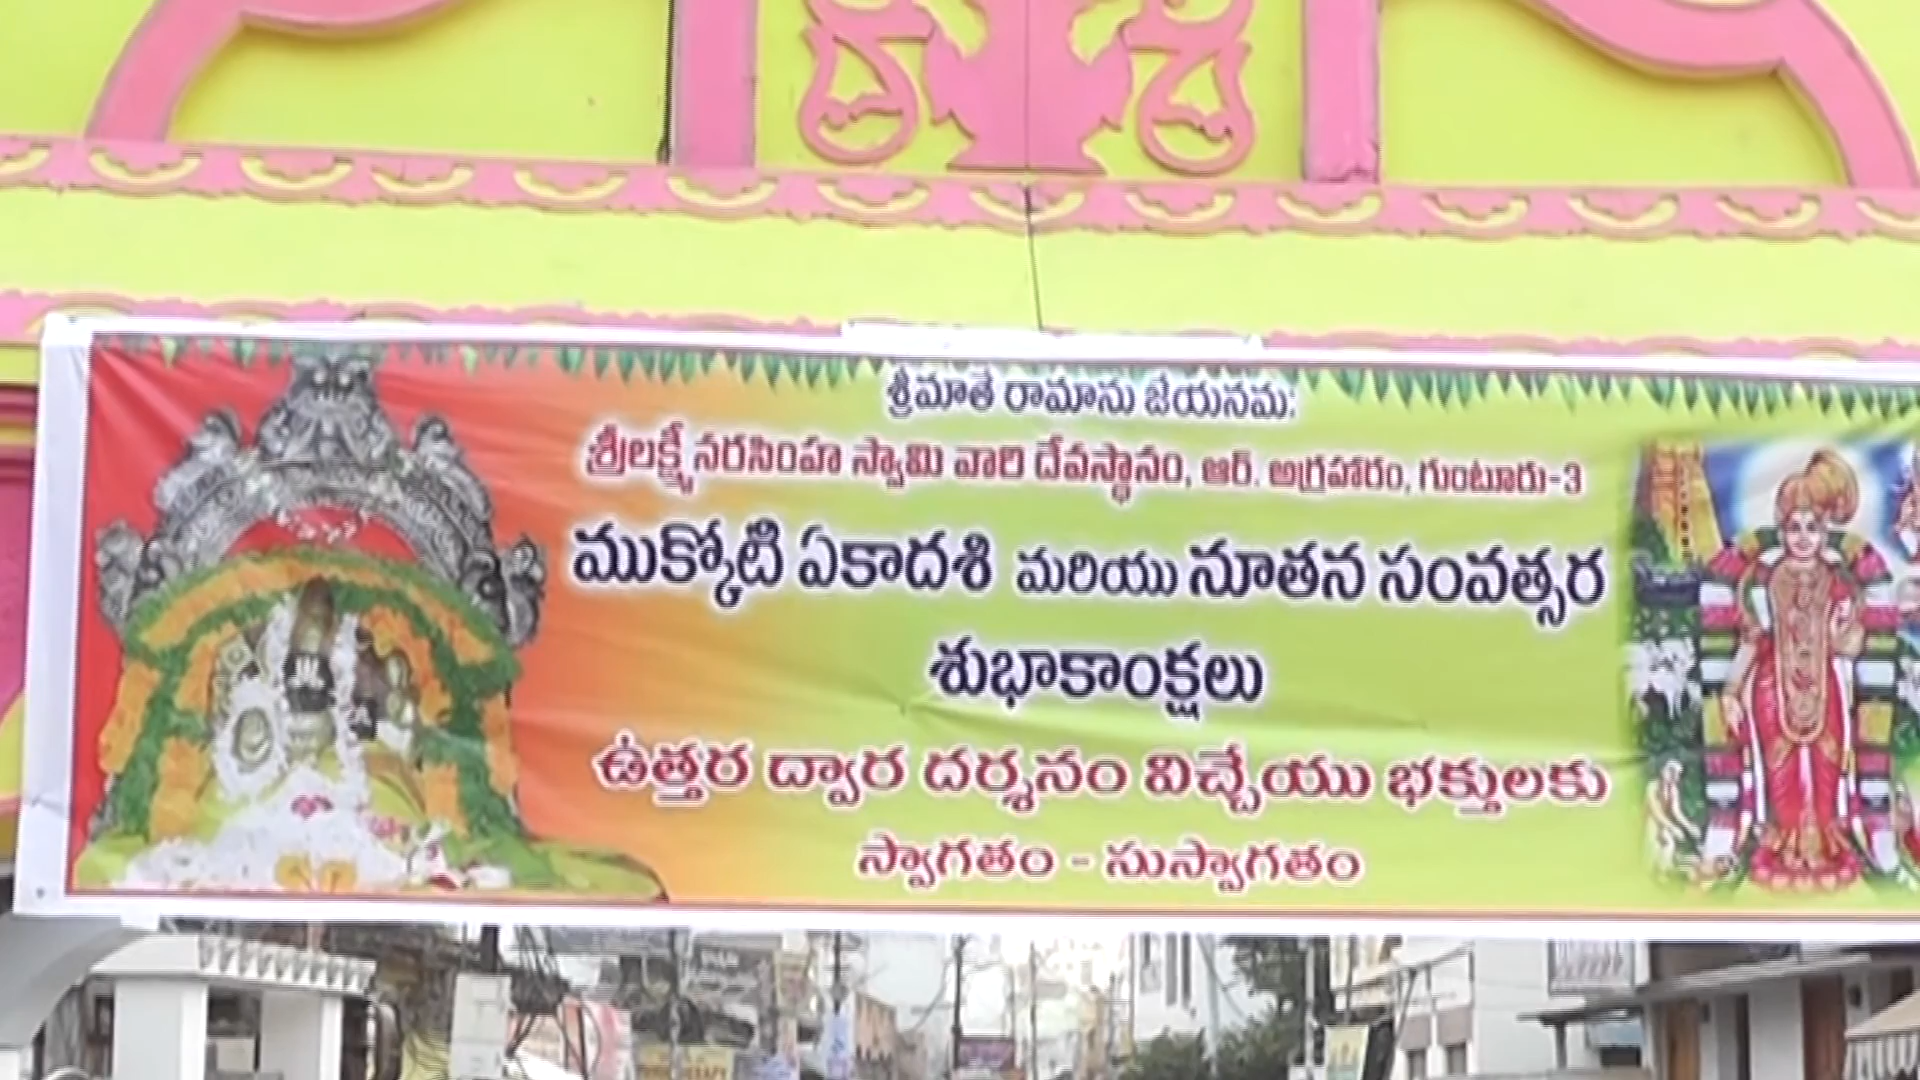 శ్రీమాతే రామాను జేయనమ:
శ్రీలక్ష్మీ నరసింహ స్వామి వారి దేవస్థానం, ఆర్. అగ్రహారం, గుంటూరు-3
ముక్కోటి ఏకాదశి మరియు నూతన సంవత్సర
శుభాకాంక్షలు
ఉత్తర ద్వార దర్శనం విచ్చేయు భక్తులకు
స్వాగతం - సుస్వాగతం